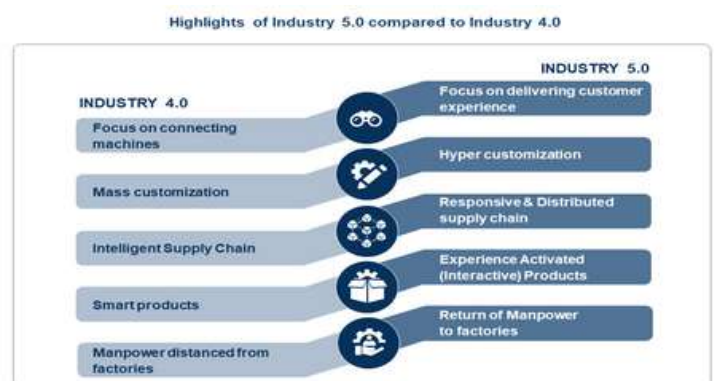 Highlights of Industry 5.0 compared to Industry 4.0
INDUSTRY 5.0
INDUSTRY 4.0
Focus on delivering customer
experience
Focus on connecting
machines
Hyper customization
Mass customization
Responsive & Distributed
supply chain
Intelligent Supply Chain
Experience Activated
(Interactive) Products
Smart products
Return of Manpower
to factories
Manpower distanced from
factories